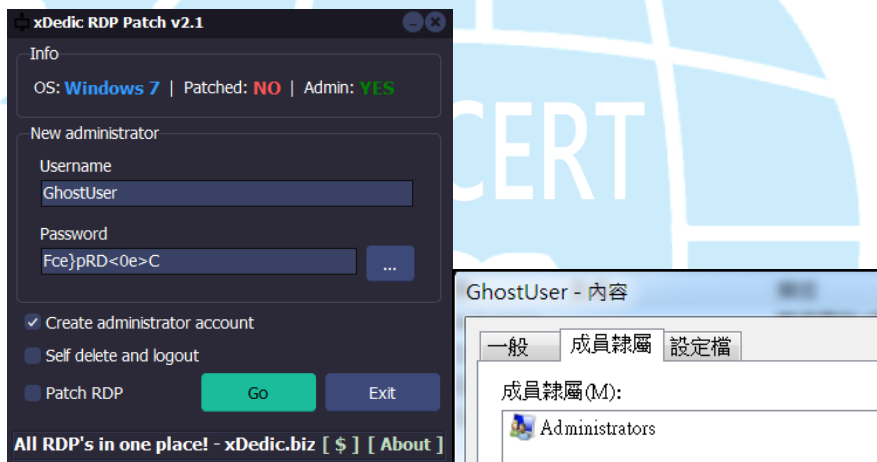 xDedic RDP Patch v2.1
Info
OS: Windows 7 | Patched: NO | Admin: YES
New administrator
Username
GhostUser
Password
Fce}pRD<0e>C
...
Create administrator account
Self delete and logout
Patch RDP
Go
Exit
All RDP's in one place! - xDedic.biz [ $ ] [ About ]
CERT
GhostUser - 內容
一般
成員隸屬
設定檔
成員隸屬(M):
Administrators